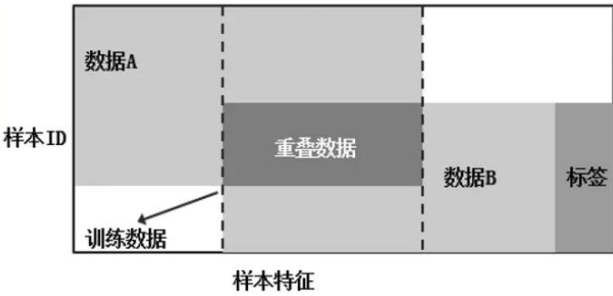 数据A
样本ID
重叠数据
数据B
标签
训练数据
样本特征